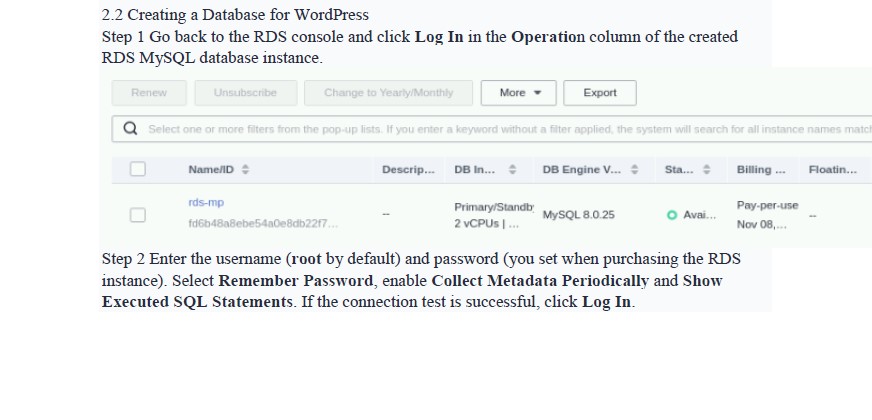 2.2 Creating a Database for WordPress
Step 1 Go back to the RDS console and click Log In in the Operation column of the created
RDS MySQL database instance.
Renew Unsubscribe Change to Yearly/Monthly More Export
Select one or more filters from the pop-up lists. If you enter a keyword without a filter applied, the system will search for all instance names match
Name/ID Descrip... DB In... DB Engine V... Sta... Billing ... Floatin...
rds-mp
fd6b48a8ebe54a0e8db22f7...
--
Primary/Standby
2 vCPUs | ...
MySQL 8.0.25
Avai...
Pay-per-use
Nov 08,...
--
Step 2 Enter the username (root by default) and password (you set when purchasing the RDS
instance). Select Remember Password, enable Collect Metadata Periodically and Show
Executed SQL Statements. If the connection test is successful, click Log In.